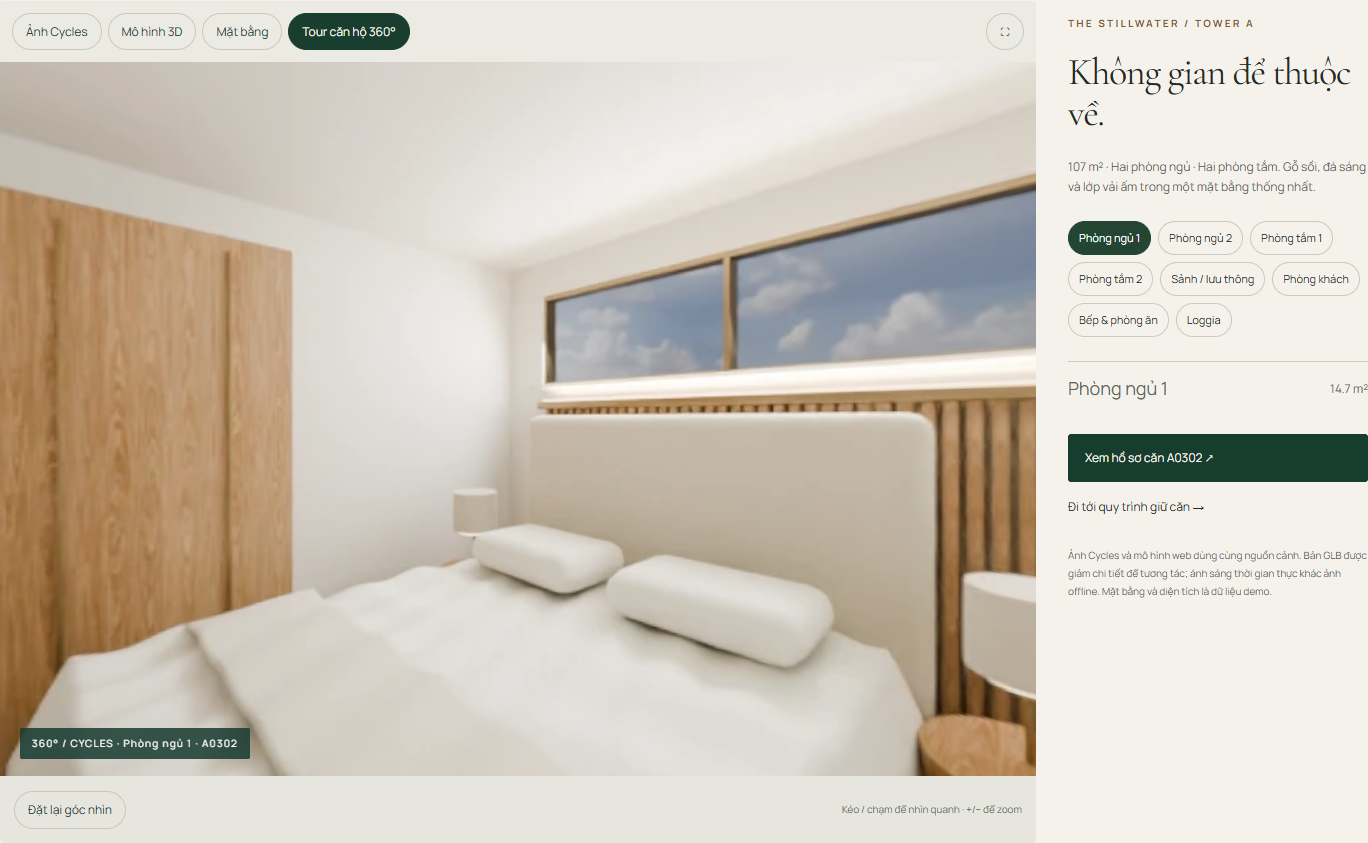 Ảnh Cycles
Mô hình 3D
Mặt bằng
Tour căn hộ 360°
THE STILLWATER / TOWER A
Không gian để thuộc
về.
107 m² · Hai phòng ngủ · Hai phòng tắm. Gỗ sồi, đá sáng
và lớp vải ấm trong một mặt bằng thống nhất.
Phòng ngủ 1
Phòng ngủ 2
Phòng tắm 1
Phòng tắm 2
Sảnh / lưu thông
Phòng khách
Bếp & phòng ăn
Loggia
Phòng ngủ 1
14.7 m²
Xem hồ sơ căn A0302 ↗
Đi tới quy trình giữ căn →
Ảnh Cycles và mô hình web dùng cùng nguồn cảnh. Bản GLB được
giảm chi tiết để tương tác; ánh sáng thời gian thực khác ảnh
offline. Mặt bằng và diện tích là dữ liệu demo.
360° / CYCLES · Phòng ngủ 1 · A0302
Đặt lại góc nhìn
Kéo / chạm để nhìn quanh · +/− để zoom